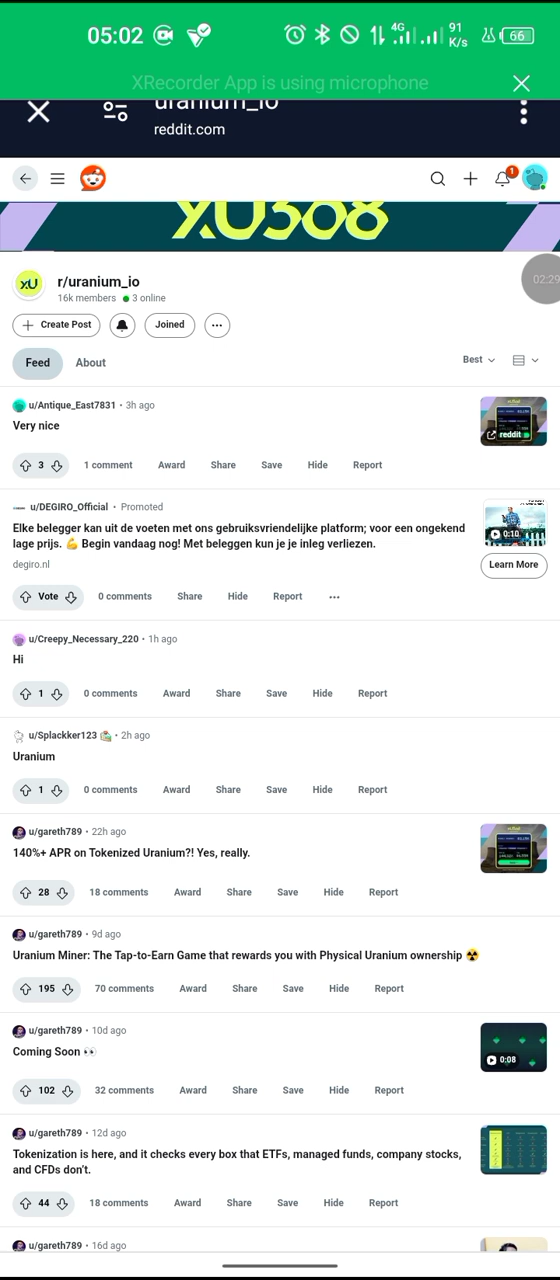 05:02
4G
91
K/s
66
XRecorder App is using microphone
uranium_io
reddit.com
1
xU3O8
xU
r/uranium_io
02:29
16k members • 3 online
Create Post
Joined
Feed
About
Best
u/Antique_East7831 • 3h ago
Very nice
reddit
3
1 comment
Award
Share
Save
Hide
Report
u/DEGIRO_Official • Promoted
Elke belegger kan uit de voeten met ons gebruiksvriendelijke platform; voor een ongekend
lage prijs. 💪 Begin vandaag nog! Met beleggen kun je je inleg verliezen.
0:10
degiro.nl
Learn More
Vote
0 comments
Share
Hide
Report
u/Creepy_Necessary_220 • 1h ago
Hi
1
0 comments
Award
Share
Save
Hide
Report
u/Splackker123 • 2h ago
Uranium
1
0 comments
Award
Share
Save
Hide
Report
u/gareth789 • 22h ago
140%+ APR on Tokenized Uranium?! Yes, really.
28
18 comments
Award
Share
Save
Hide
Report
u/gareth789 • 9d ago
Uranium Miner: The Tap-to-Earn Game that rewards you with Physical Uranium ownership ☢️
195
70 comments
Award
Share
Save
Hide
Report
u/gareth789 • 10d ago
Coming Soon 👀
0:08
102
32 comments
Award
Share
Save
Hide
Report
u/gareth789 • 12d ago
Tokenization is here, and it checks every box that ETFs, managed funds, company stocks,
and CFDs don't.
44
18 comments
Award
Share
Save
Hide
Report
u/gareth789 • 16d ago